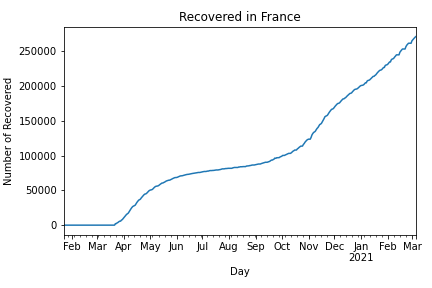 Recovered in France
Number of Recovered
250000
200000
150000
100000
50000
0
Feb Mar Apr May Jun Jul Aug Sep Oct Nov Dec Jan Feb Mar
2021
Day